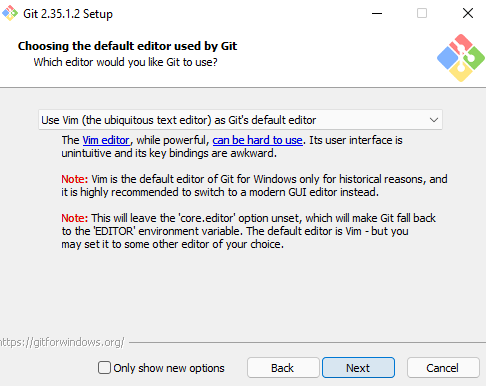 Git 2.35.1.2 Setup
Choosing the default editor used by Git
Which editor would you like Git to use?
Use Vim (the ubiquitous text editor) as Git's default editor
The Vim editor, while powerful, can be hard to use. Its user interface is
unintuitive and its key bindings are awkward.
Note: Vim is the default editor of Git for Windows only for historical reasons, and
it is highly recommended to switch to a modern GUI editor instead.
Note: This will leave the 'core.editor' option unset, which will make Git fall back
to the 'EDITOR' environment variable. The default editor is Vim - but you
may set it to some other editor of your choice.
https://gitforwindows.org/
Only show new options
Back
Next
Cancel